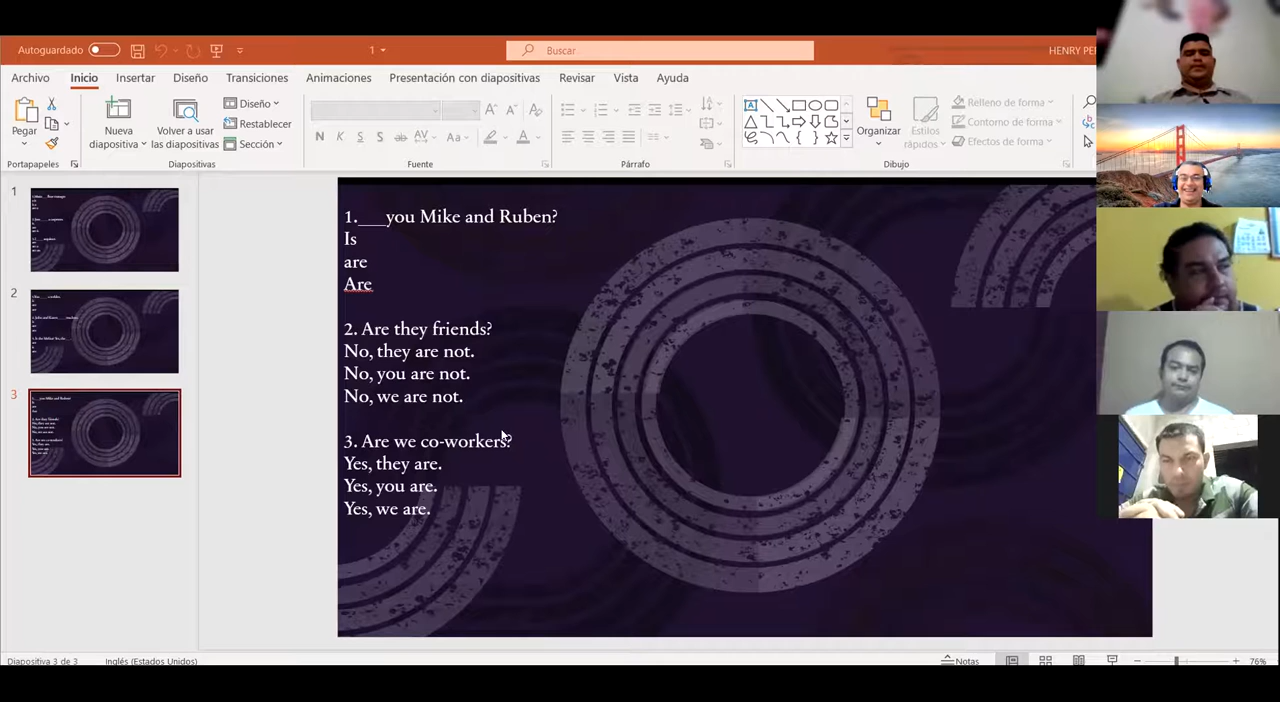 Autoguardado
1
Buscar
HENRY PE
Archivo Inicio Insertar Diseño Transiciones Animaciones Presentación con diapositivas Revisar Vista Ayuda
Pegar
Nueva diapositiva
Volver a usar las diapositivas
Diseño
Restablecer
Sección
N K S S ab AV Aa A
Organizar
Estilos rápidos
Relleno de forma
Contorno de forma
Efectos de forma
Portapapeles Diapositivas Fuente Párrafo Dibujo
1
2
3
1.___you Mike and Ruben?
Is
are
Are
2. Are they friends?
No, they are not.
No, you are not.
No, we are not.
3. Are we co-workers?
Yes, they are.
Yes, you are.
Yes, we are.
Diapositiva 3 de 3 Inglés (Estados Unidos) Notas 76%